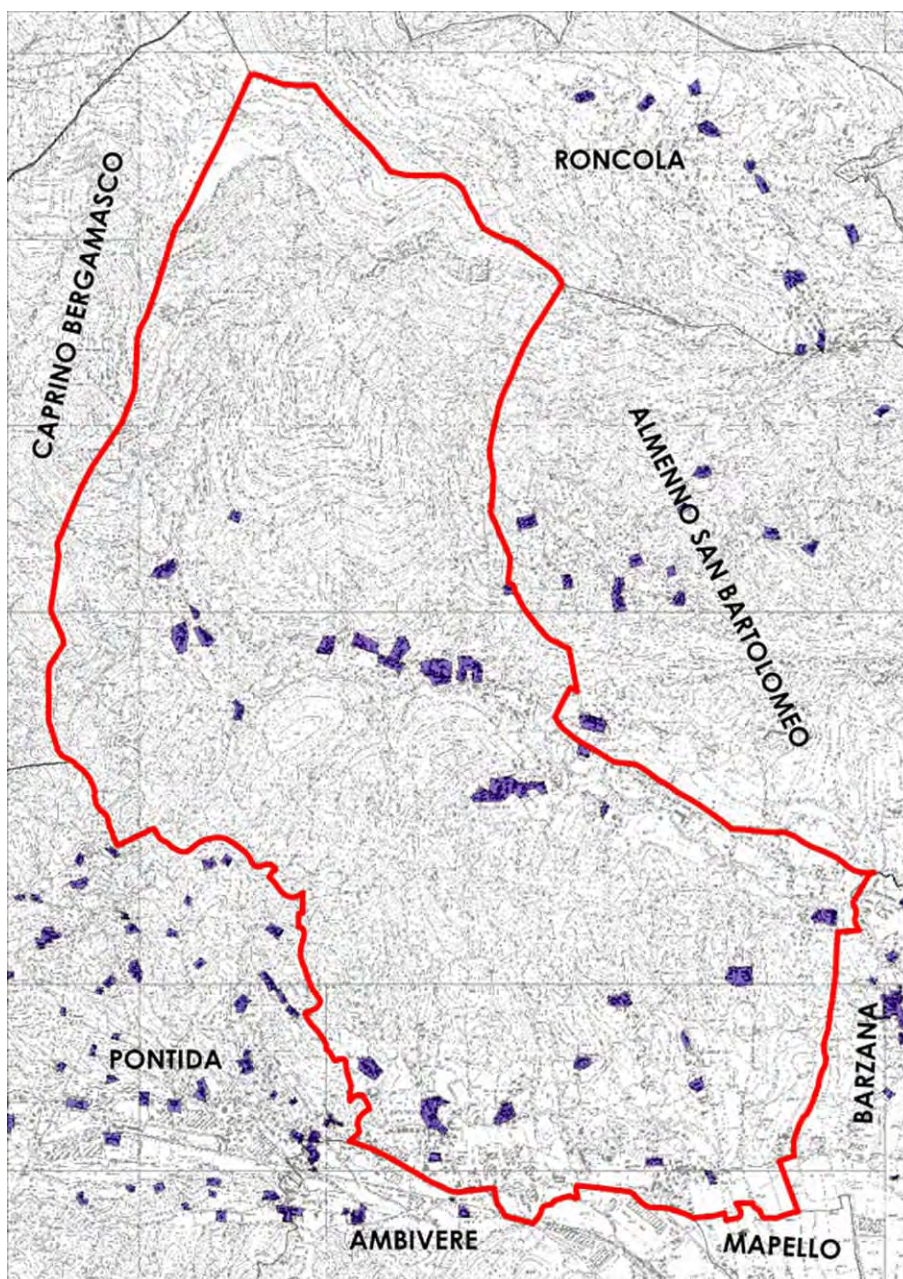 RONCOLA
CAPRINO BERGAMASCO
ALMENNO SAN BARTOLOMEO
PONTIDA
BARZANA
AMBIVERE
MAPELLO